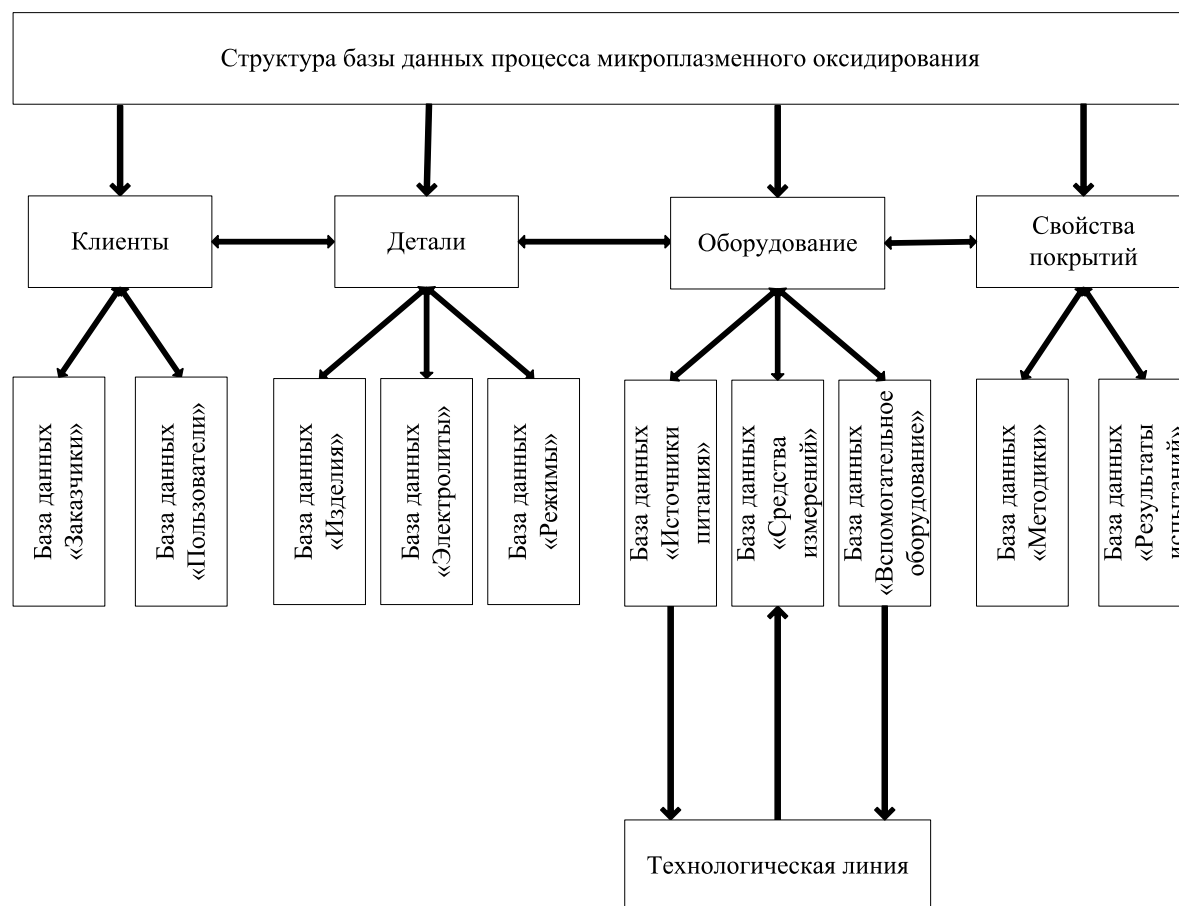 Структура базы данных процесса микроплазменного оксидирования
Клиенты
Детали
Оборудование
Свойства
покрытий
База данных
«Заказчики»
База данных
«Пользователи»
База данных
«Изделия»
База данных
«Электролиты»
База данных
«Режимы»
База данных
«Источники
питания»
База данных
«Средства
измерений»
База данных
«Вспомогательное
оборудование»
База данных
«Методики»
База данных
«Результаты
испытаний»
Технологическая линия